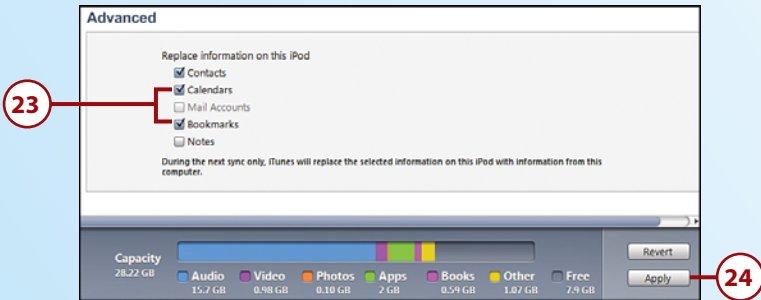 Advanced
Replace information on this iPod
Contacts
Calendars
Mail Accounts
Bookmarks
Notes
During the next sync only, iTunes will replace the selected information on this iPod with information from this
computer.
23
Capacity
28.22 GB
Audio
15.7 GB
Video
0.98 GB
Photos
0.10 GB
Apps
2 GB
Books
0.59 GB
Other
1.07 GB
Free
7.9 GB
Revert
Apply
24